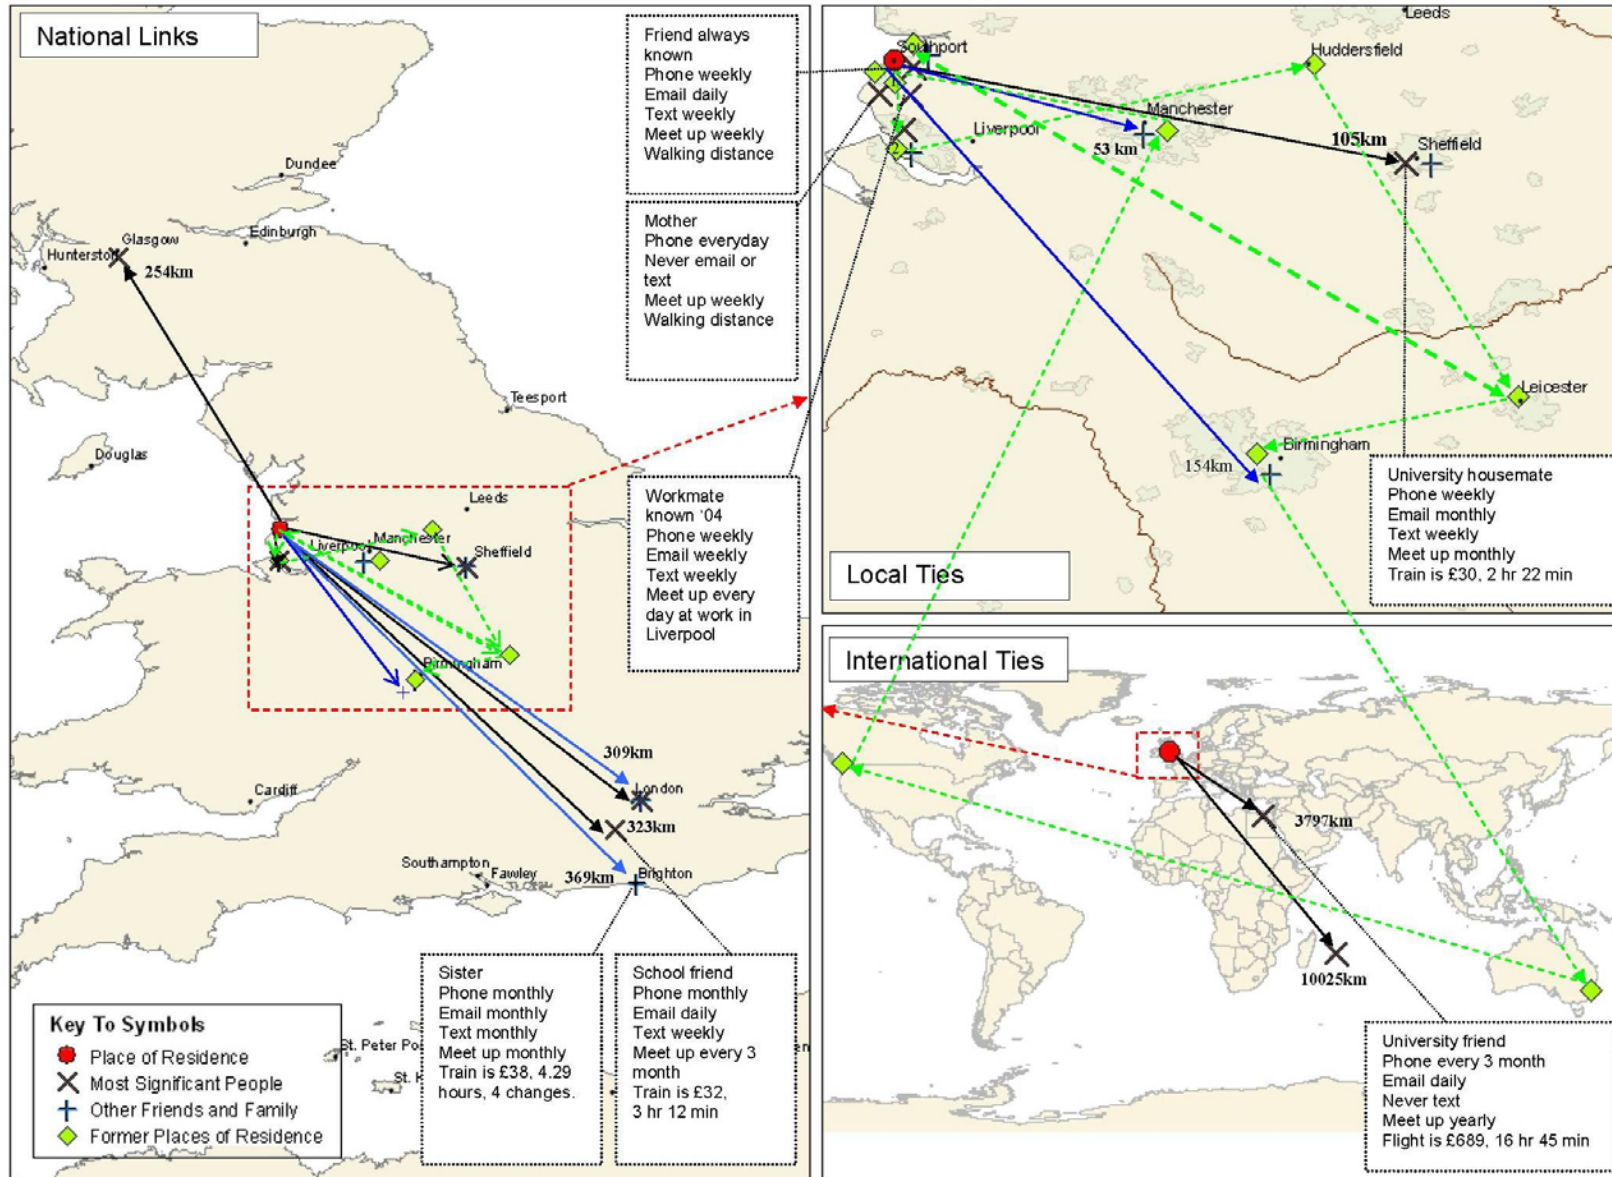 National Links
Dundee
Glasgow
Edinburgh
Hunterston
254km
Teesport
Douglas
Leeds
Liverpool
Manchester
Sheffield
Birmingham
309km
Cardiff
London
323km
Southampton
Fawley
369km
Brighton
Key To Symbols
Place of Residence
Most Significant People
Other Friends and Family
Former Places of Residence
St. Peter
St.
Friend always
known
Phone weekly
Email daily
Text weekly
Meet up weekly
Walking distance
Mother
Phone everyday
Never email or
text
Meet up weekly
Walking distance
Workmate
known '04
Phone weekly
Email weekly
Text weekly
Meet up every
day at work in
Liverpool
Sister
Phone monthly
Email monthly
Text monthly
Meet up monthly
Train is £38, 4.29
hours, 4 changes.
School friend
Phone monthly
Email daily
Text weekly
Meet up every 3
month
Train is £32,
3 hr 12 min
Leeds
Southport
Huddersfield
1
Manchester
Liverpool
53 km
105km
Sheffield
2
Leicester
Birmingham
154km
Local Ties
University housemate
Phone weekly
Email monthly
Text weekly
Meet up monthly
Train is £30, 2 hr 22 min
International Ties
3797km
10025km
University friend
Phone every 3 month
Email daily
Never text
Meet up yearly
Flight is £689, 16 hr 45 min